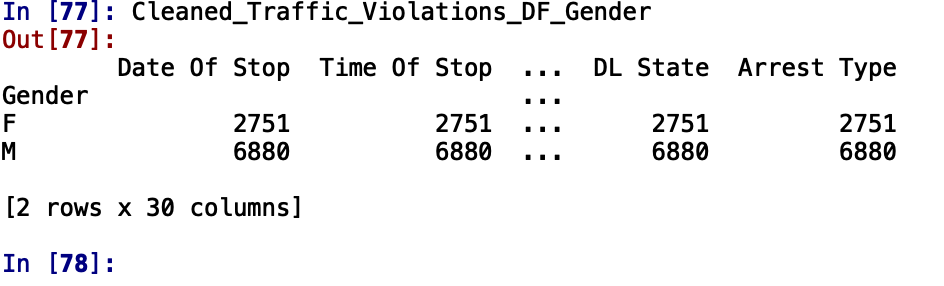 In [77]: Cleaned_Traffic_Violations_DF_Gender
Out[77]:
Date Of Stop Time Of Stop ... DL State Arrest Type
Gender ...
F 2751 2751 ... 2751 2751
M 6880 6880 ... 6880 6880
[2 rows x 30 columns]
In [78]: